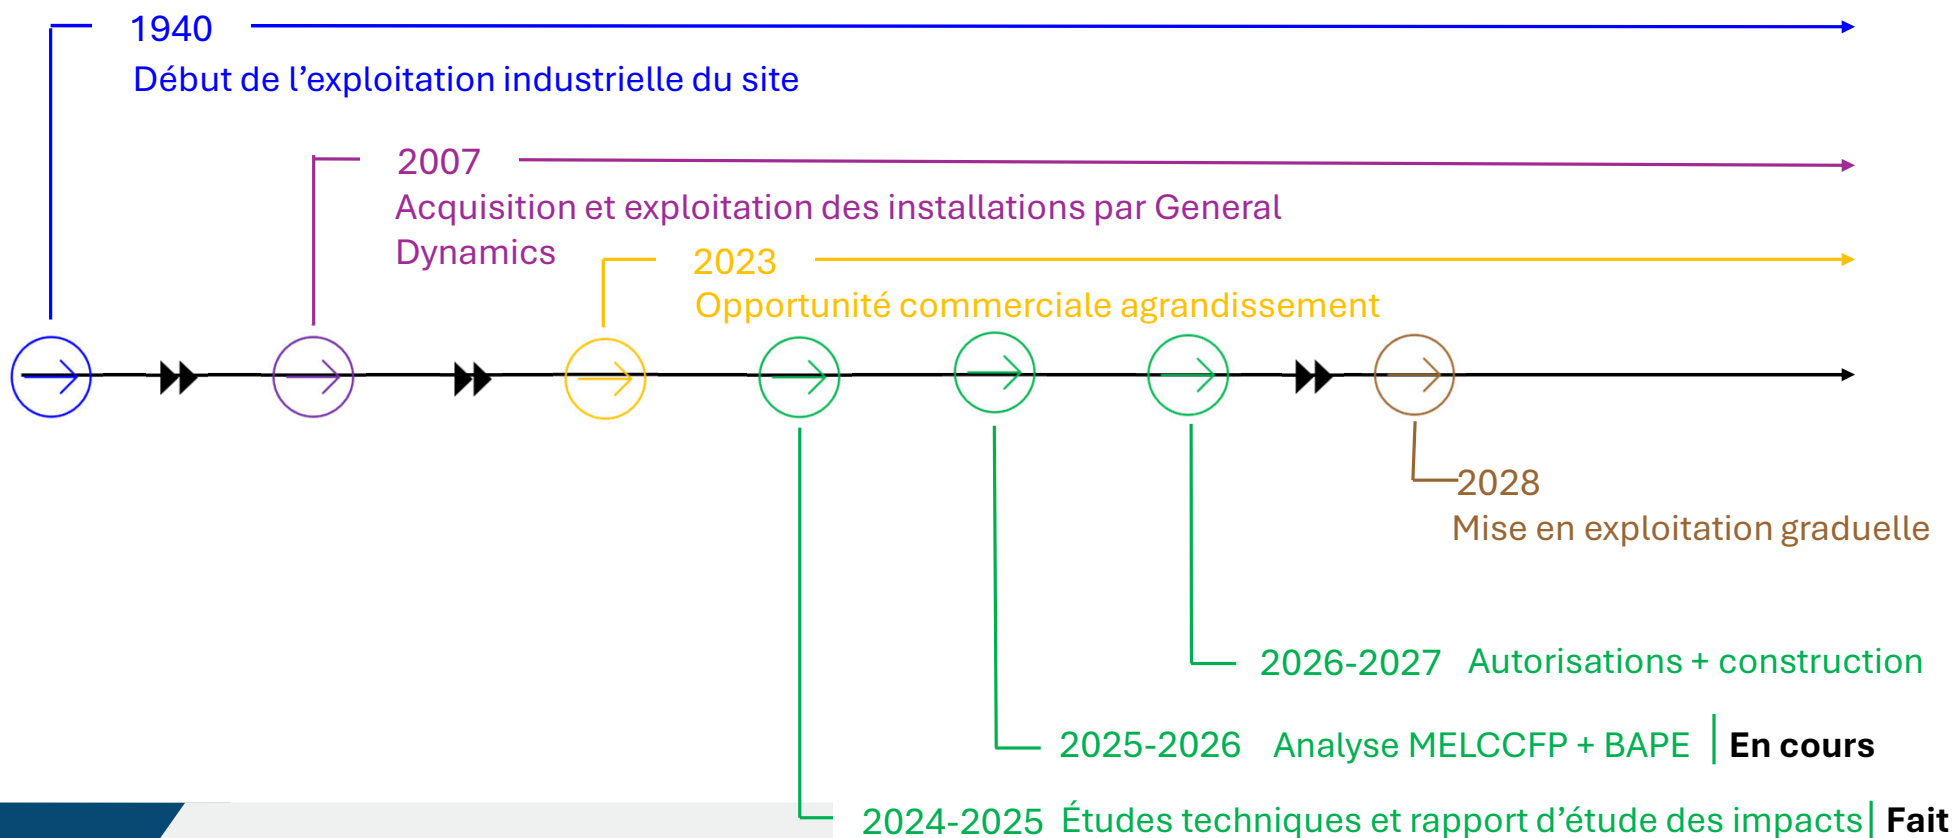 1940
Début de l’exploitation industrielle du site
2007
Acquisition et exploitation des installations par General
Dynamics
2023
Opportunité commerciale agrandissement
2028
Mise en exploitation graduelle
2026-2027 Autorisations + construction
2025-2026 Analyse MELCCFP + BAPE | En cours
2024-2025 Études techniques et rapport d’étude des impacts | Fait